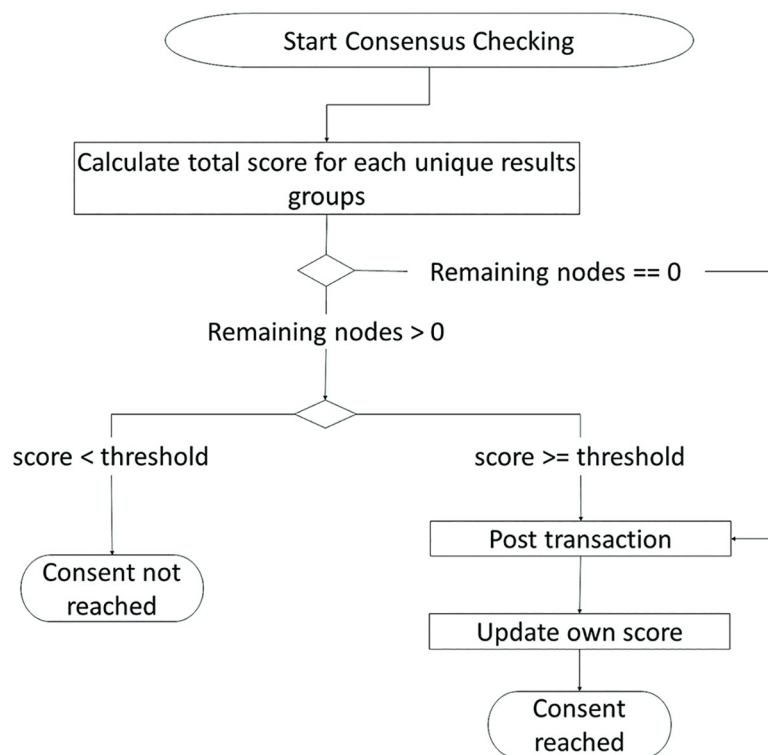 Start Consensus Checking
Calculate total score for each unique results
groups
Remaining nodes == 0
Remaining nodes > 0
score < threshold
score >= threshold
Post transaction
Consent not
reached
Update own score
Consent
reached